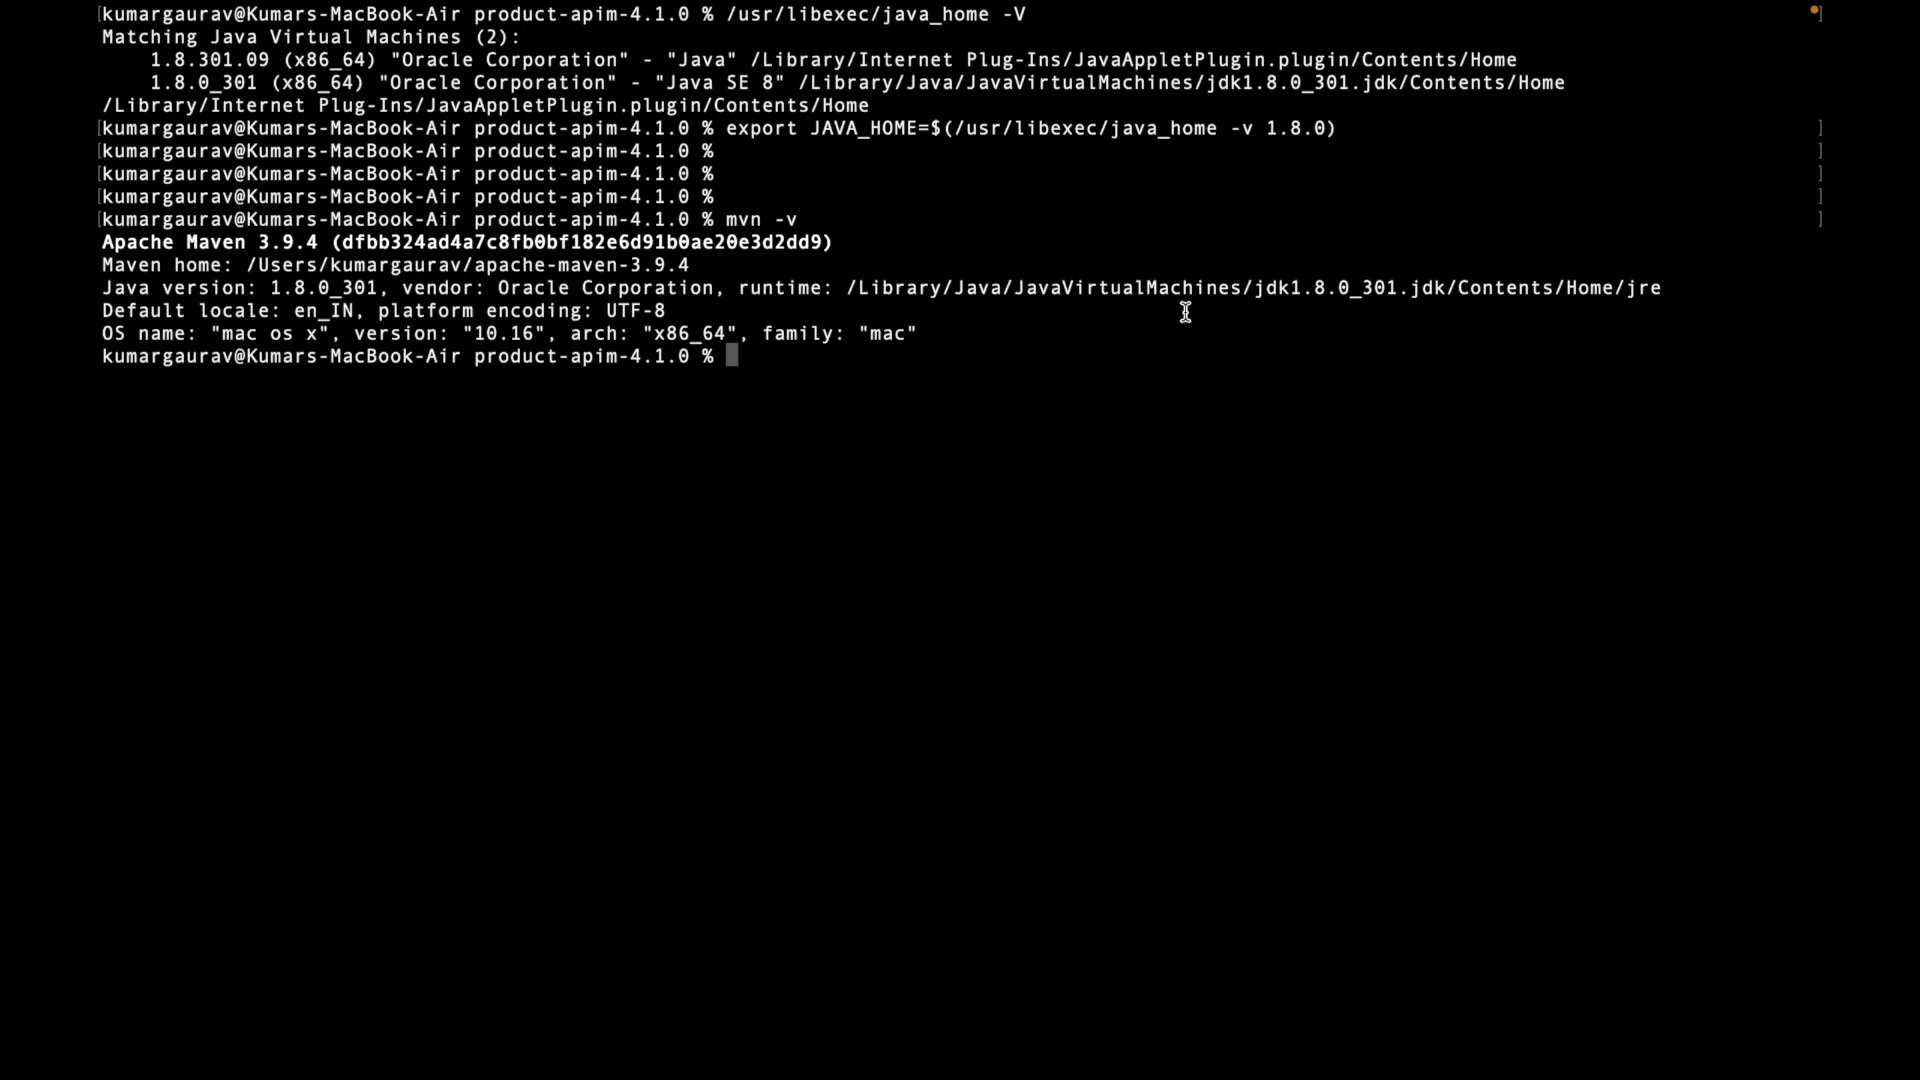 [kumargaurav@Kumars-MacBook-Air product-apim-4.1.0 % /usr/libexec/java_home -V ]
Matching Java Virtual Machines (2):
    1.8.301.09 (x86_64) "Oracle Corporation" - "Java" /Library/Internet Plug-Ins/JavaAppletPlugin.plugin/Contents/Home
    1.8.0_301 (x86_64) "Oracle Corporation" - "Java SE 8" /Library/Java/JavaVirtualMachines/jdk1.8.0_301.jdk/Contents/Home
/Library/Internet Plug-Ins/JavaAppletPlugin.plugin/Contents/Home
[kumargaurav@Kumars-MacBook-Air product-apim-4.1.0 % export JAVA_HOME=$(/usr/libexec/java_home -v 1.8.0) ]
[kumargaurav@Kumars-MacBook-Air product-apim-4.1.0 % ]
[kumargaurav@Kumars-MacBook-Air product-apim-4.1.0 % ]
[kumargaurav@Kumars-MacBook-Air product-apim-4.1.0 % ]
[kumargaurav@Kumars-MacBook-Air product-apim-4.1.0 % mvn -v ]
Apache Maven 3.9.4 (dfbb324ad4a7c8fb0bf182e6d91b0ae20e3d2dd9)
Maven home: /Users/kumargaurav/apache-maven-3.9.4
Java version: 1.8.0_301, vendor: Oracle Corporation, runtime: /Library/Java/JavaVirtualMachines/jdk1.8.0_301.jdk/Contents/Home/jre
Default locale: en_IN, platform encoding: UTF-8
OS name: "mac os x", version: "10.16", arch: "x86_64", family: "mac"
kumargaurav@Kumars-MacBook-Air product-apim-4.1.0 %